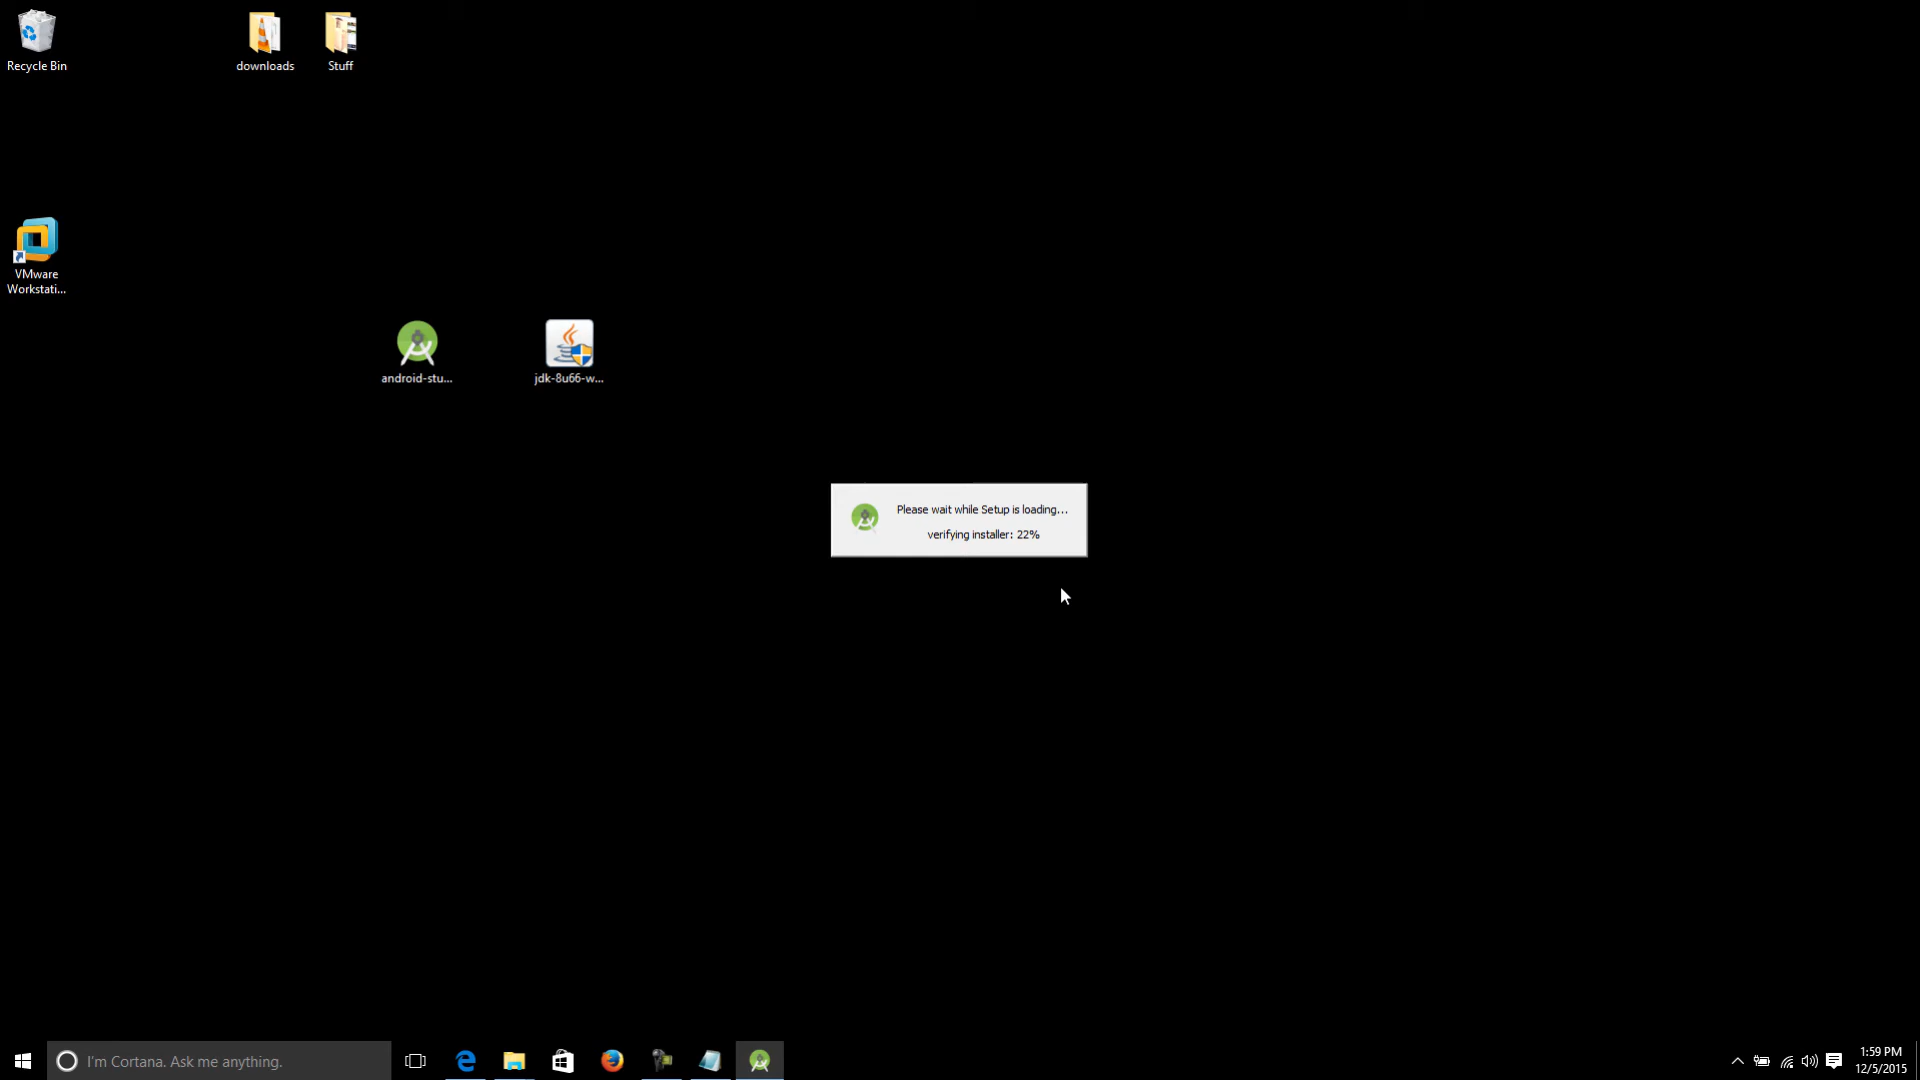 Recycle Bin
downloads
Stuff
VMware
Workstati...
android-stu...
jdk-8u66-w...
Please wait while Setup is loading...
verifying installer: 22%
I'm Cortana. Ask me anything.
1:59 PM
12/5/2015